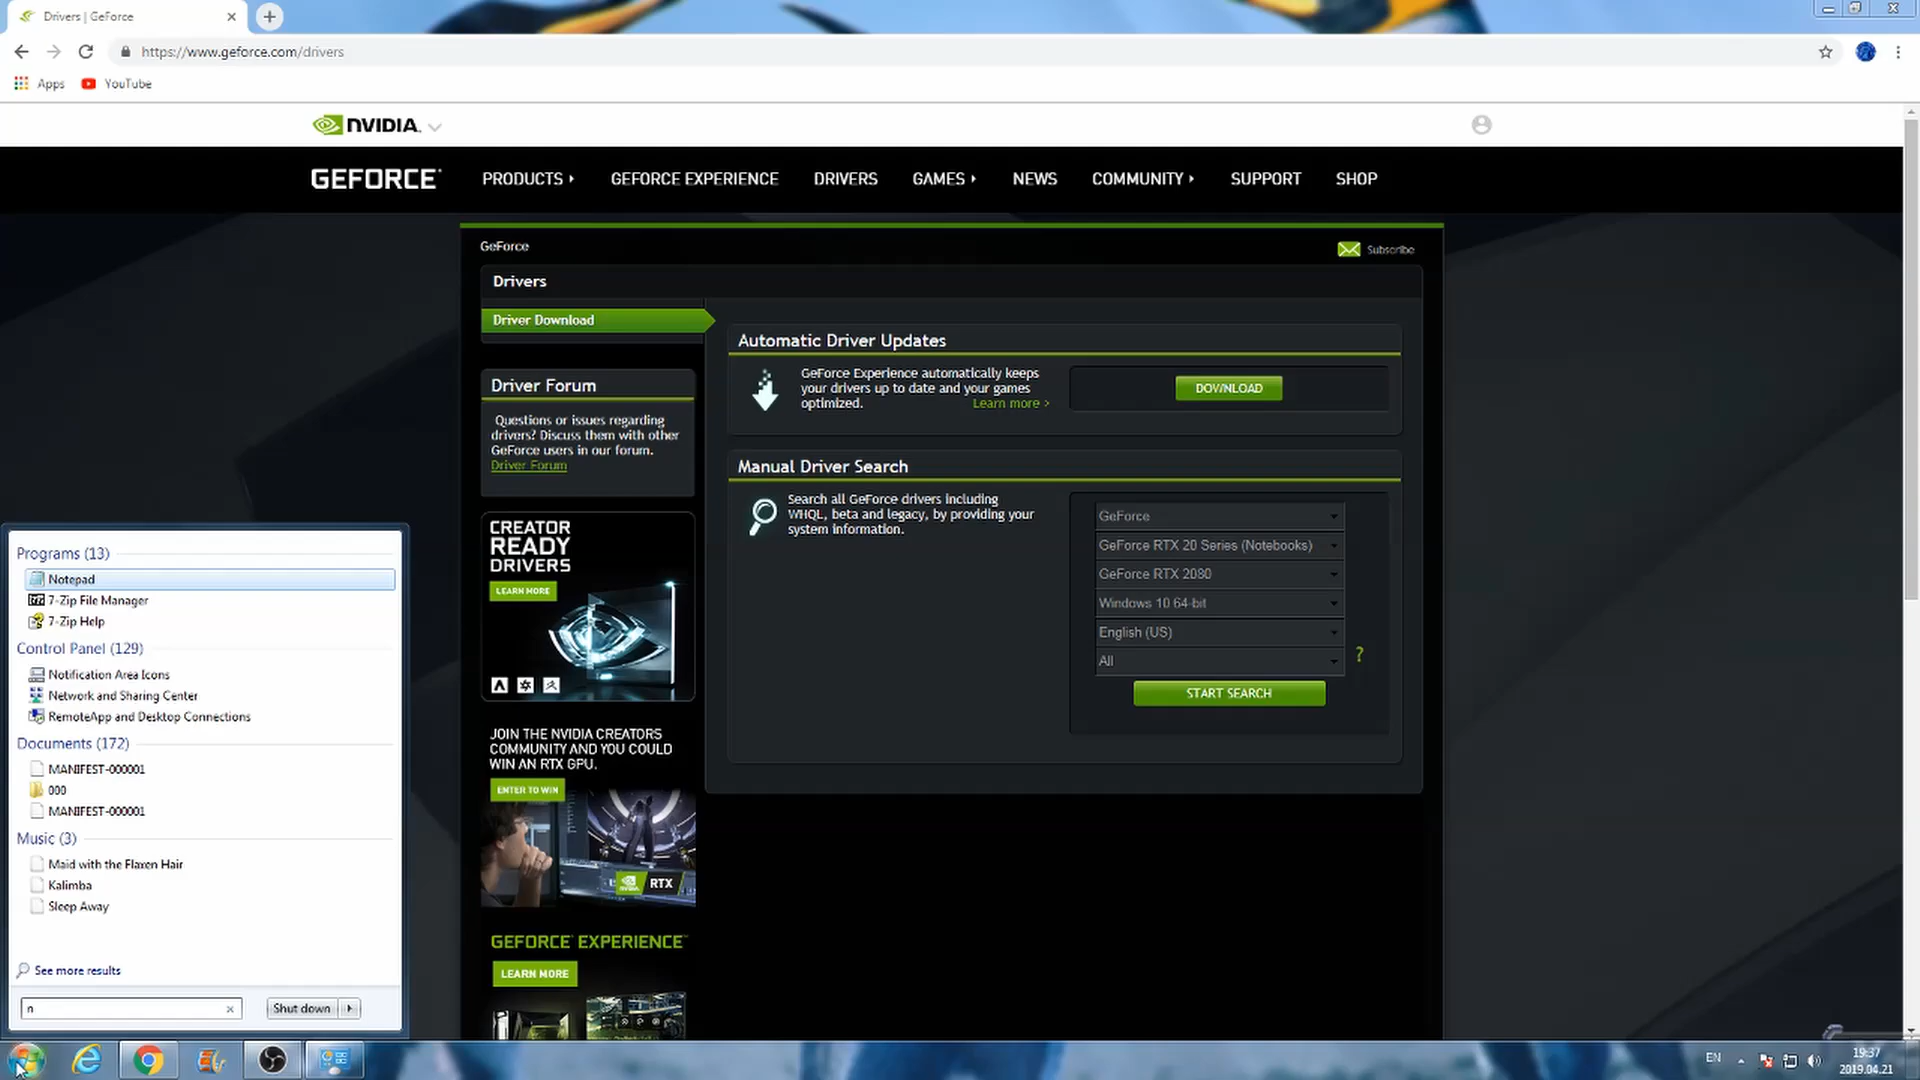 Drivers | GeForce
https://www.geforce.com/drivers
Apps
YouTube
NVIDIA.
GEFORCE
PRODUCTS
GEFORCE EXPERIENCE
DRIVERS
GAMES
NEWS
COMMUNITY
SUPPORT
SHOP
GeForce
Subscribe
Drivers
Driver Download
Automatic Driver Updates
GeForce Experience automatically keeps
your drivers up to date and your games
optimized.
Learn more >
DOWNLOAD
Driver Forum
Questions or issues regarding
drivers? Discuss them with other
GeForce users in our forum.
Driver Forum
Manual Driver Search
Search all GeForce drivers including
WHQL, beta and legacy, by providing your
system information.
GeForce
GeForce RTX 20 Series (Notebooks)
GeForce RTX 2080
Windows 10 64-bit
English (US)
All
?
START SEARCH
CREATOR
READY
DRIVERS
LEARN MORE
JOIN THE NVIDIA CREATORS
COMMUNITY AND YOU COULD
WIN AN RTX GPU.
ENTER TO WIN
RTX
GEFORCE EXPERIENCE
LEARN MORE
Programs (13)
Notepad
7-Zip File Manager
7-Zip Help
Control Panel (129)
Notification Area Icons
Network and Sharing Center
RemoteApp and Desktop Connections
Documents (172)
MANIFEST-000001
000
MANIFEST-000001
Music (3)
Maid with the Flaxen Hair
Kalimba
Sleep Away
See more results
n
Shut down
EN
19:37
2019.04.21